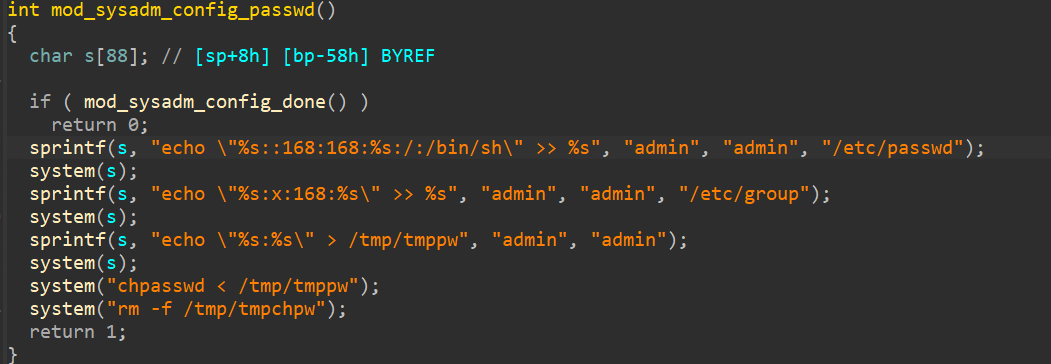 int mod_sysadm_config_passwd()
{
  char s[88]; // [sp+8h] [bp-58h] BYREF

  if ( mod_sysadm_config_done() )
    return 0;
  sprintf(s, "echo \"%s::168:168:%s:/:/bin/sh\" >> %s", "admin", "admin", "/etc/passwd");
  system(s);
  sprintf(s, "echo \"%s:x:168:%s\" >> %s", "admin", "admin", "/etc/group");
  system(s);
  sprintf(s, "echo \"%s:%s\" > /tmp/tmppw", "admin", "admin");
  system(s);
  system("chpasswd < /tmp/tmppw");
  system("rm -f /tmp/tmpchpw");
  return 1;
}